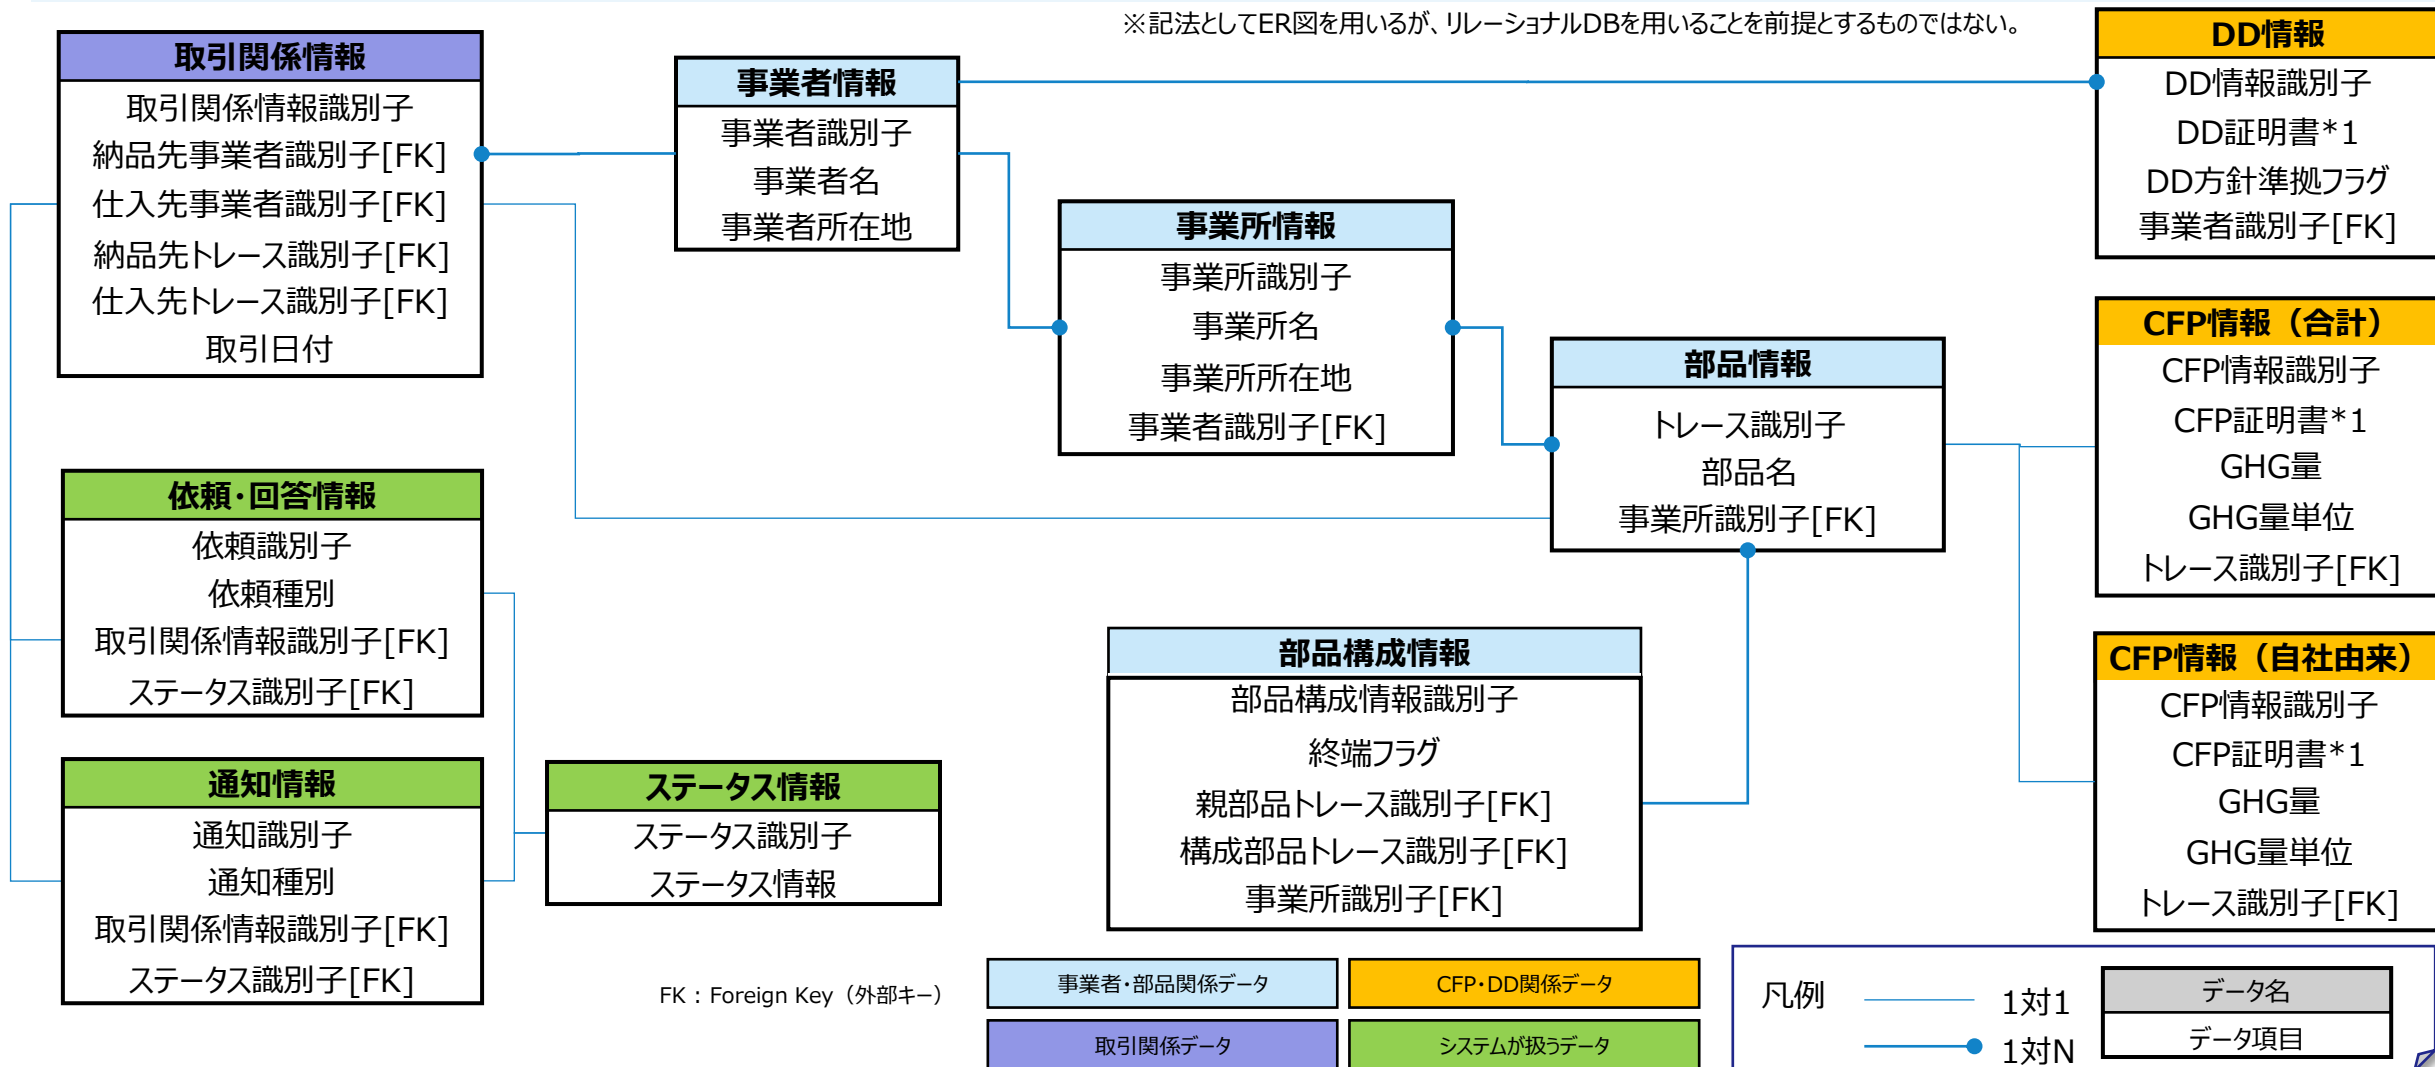 ※記法としてER図を用いるが、リレーショナルDBを用いることを前提とするものではない。
取引関係情報
取引関係情報識別子
納品先事業者識別子[FK]
仕入先事業者識別子[FK]
納品先トレース識別子[FK]
仕入先トレース識別子[FK]
取引日付
事業者情報
事業者識別子
事業者名
事業者所在地
事業所情報
事業所識別子
事業所名
事業所所在地
事業者識別子[FK]
部品情報
トレース識別子
部品名
事業所識別子[FK]
DD情報
DD情報識別子
DD証明書*1
DD方針準拠フラグ
事業者識別子[FK]
CFP情報（合計）
CFP情報識別子
CFP証明書*1
GHG量
GHG量単位
トレース識別子[FK]
CFP情報（自社由来）
CFP情報識別子
CFP証明書*1
GHG量
GHG量単位
トレース識別子[FK]
依頼・回答情報
依頼識別子
依頼種別
取引関係情報識別子[FK]
ステータス識別子[FK]
通知情報
通知識別子
通知種別
取引関係情報識別子[FK]
ステータス識別子[FK]
ステータス情報
ステータス識別子
ステータス情報
部品構成情報
部品構成情報識別子
終端フラグ
親部品トレース識別子[FK]
構成部品トレース識別子[FK]
事業所識別子[FK]
FK：Foreign Key（外部キー）
事業者・部品関係データ
CFP・DD関係データ
取引関係データ
システムが扱うデータ
凡例
1対1
1対N
データ名
データ項目